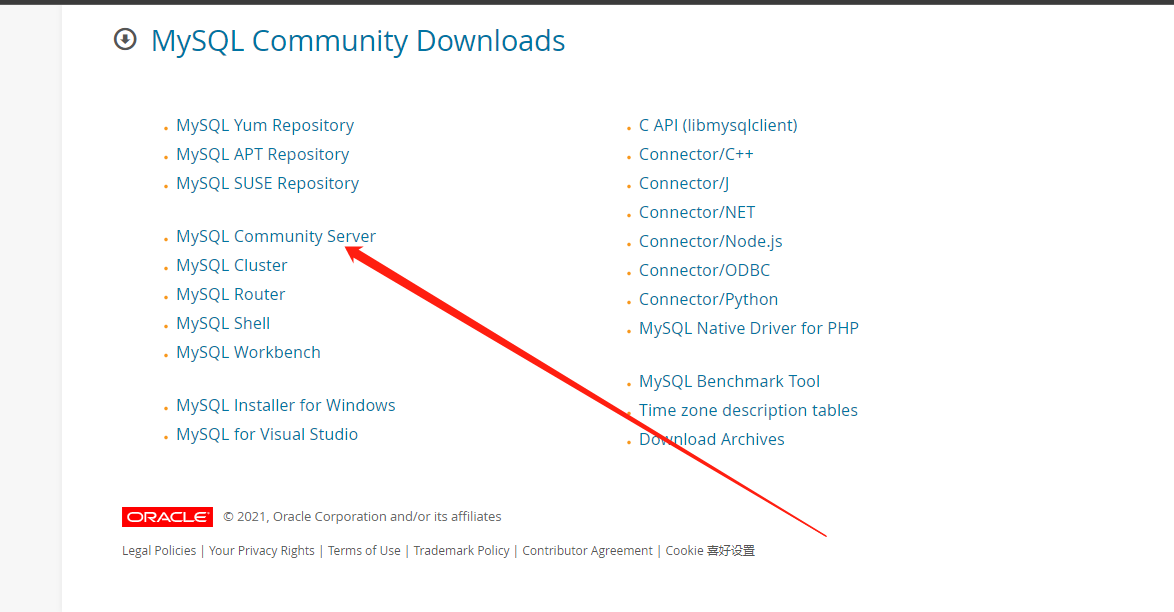 MySQL Community Downloads
MySQL Yum Repository
MySQL APT Repository
MySQL SUSE Repository
MySQL Community Server
MySQL Cluster
MySQL Router
MySQL Shell
MySQL Workbench
MySQL Installer for Windows
MySQL for Visual Studio
C API (libmysqlclient)
Connector/C++
Connector/J
Connector/NET
Connector/Node.js
Connector/ODBC
Connector/Python
MySQL Native Driver for PHP
MySQL Benchmark Tool
Time zone description tables
Download Archives
ORACLE © 2021, Oracle Corporation and/or its affiliates
Legal Policies | Your Privacy Rights | Terms of Use | Trademark Policy | Contributor Agreement | Cookie 喜好设置